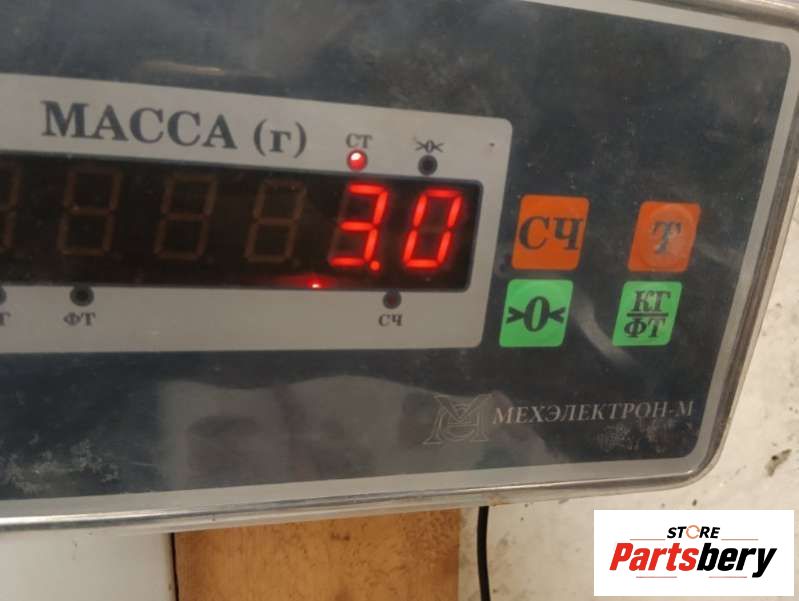 МАССА (г)
СТ
>0<
3.0
СЧ
Т
ФТ
СЧ
>0<
КГ
ФТ
МЕХЭЛЕКТРОН-М
STORE
Partsbery